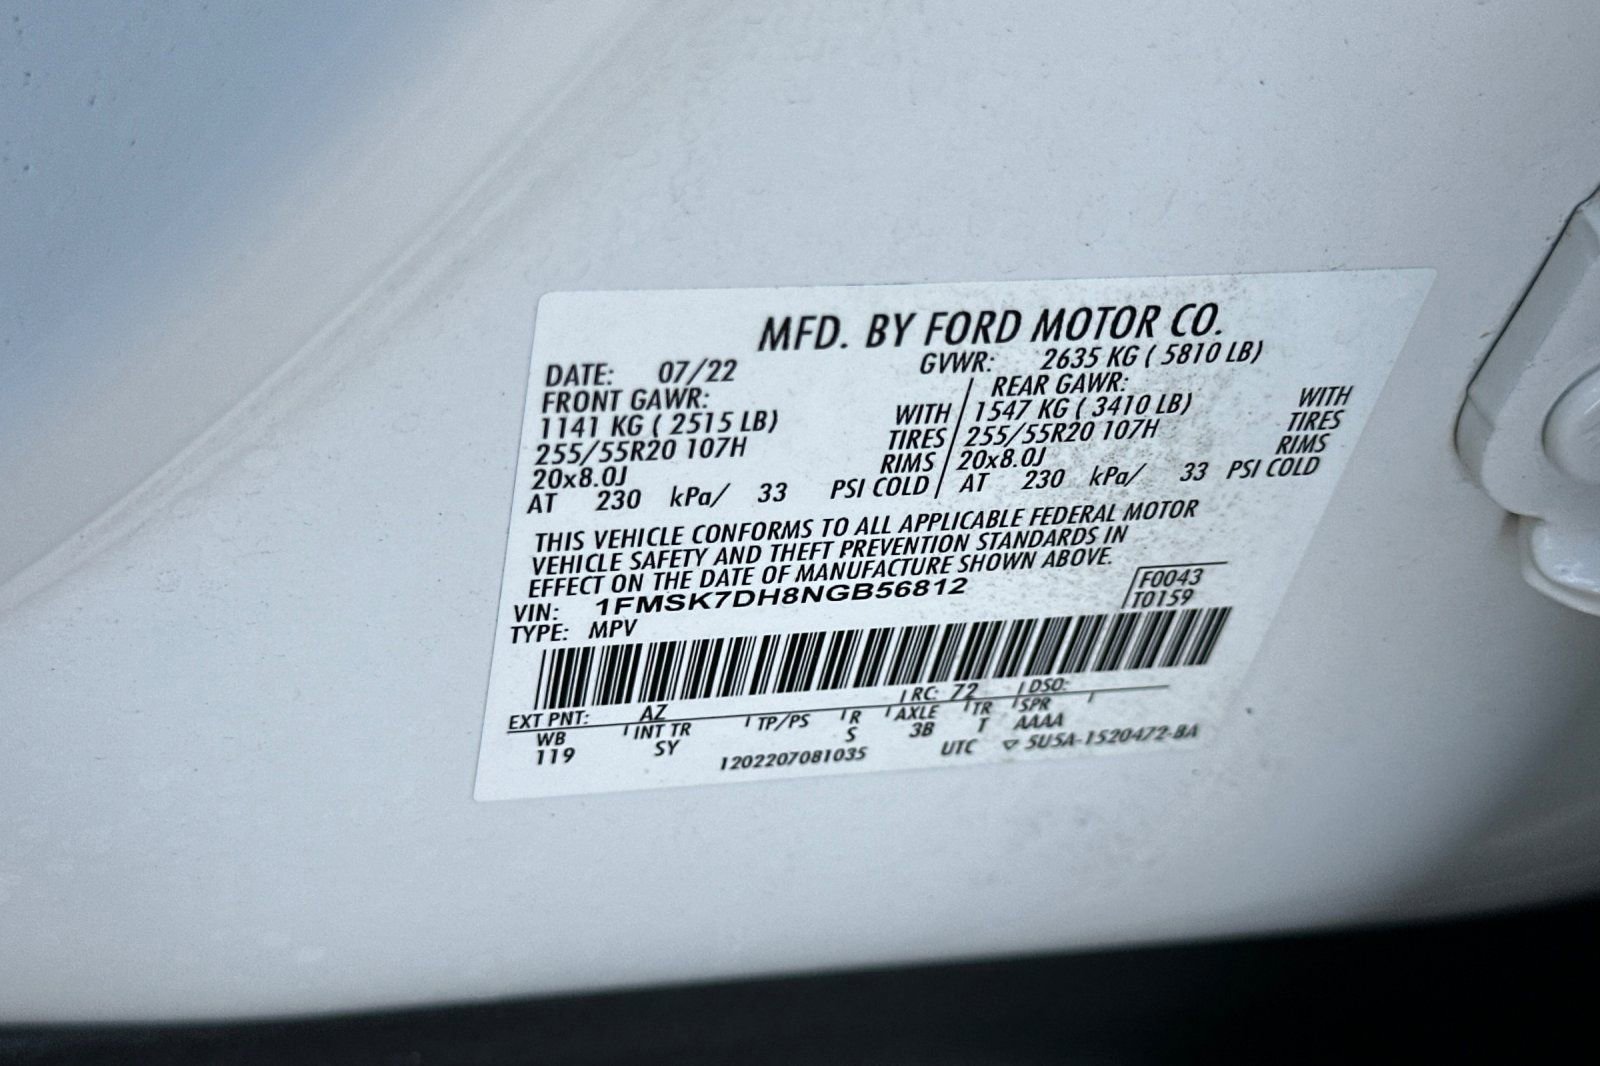 MFD. BY FORD MOTOR CO.
DATE: 07/22 GVWR: 2635 KG ( 5810 LB)
FRONT GAWR: REAR GAWR:
1141 KG ( 2515 LB) WITH 1547 KG ( 3410 LB) WITH
255/55R20 107H TIRES 255/55R20 107H TIRES
20x8.0J RIMS 20x8.0J RIMS
AT 230 kPa/ 33 PSI COLD AT 230 kPa/ 33 PSI COLD
THIS VEHICLE CONFORMS TO ALL APPLICABLE FEDERAL MOTOR
VEHICLE SAFETY AND THEFT PREVENTION STANDARDS IN
EFFECT ON THE DATE OF MANUFACTURE SHOWN ABOVE.
VIN: 1FMSK7DH8NGB56812 F0043
TYPE: MPV T0159
EXT PNT: AZ RC: 72 DSO:
WB INT TR TP/PS R AXLE TR SPR
119 SY S 3B T AAAA
1202207081035 UTC ▽ 5U5A-1520472-BA